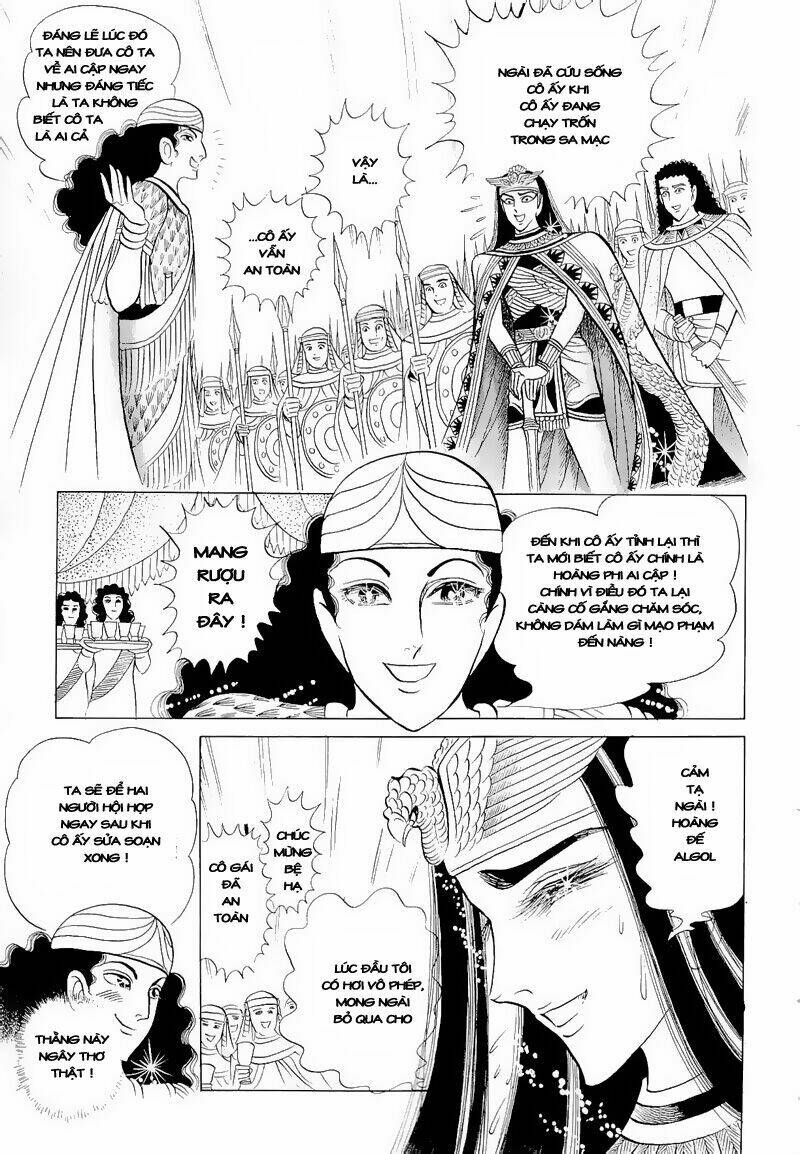 ĐÁNG LẼ LÚC ĐÓ
TA NÊN ĐƯA CÔ TA
VỀ AI CẬP NGAY
NHƯNG ĐÁNG TIẾC
LÀ TA KHÔNG
BIẾT CÔ TA
LÀ AI CẢ
NGÀI ĐÃ CỨU SỐNG
CÔ ẤY KHI
CÔ ẤY ĐANG
CHẠY TRỐN
TRONG SA MẠC
VẬY
LÀ...
...CÔ ẤY
VẪN
AN TOÀN
MANG
RƯỢU
RA
ĐÂY !
ĐẾN KHI CÔ ẤY TỈNH LẠI THÌ
TA MỚI BIẾT CÔ ẤY CHÍNH LÀ
HOÀNG PHI AI CẬP !
CHÍNH VÌ ĐIỀU ĐÓ TA LẠI
CÀNG CỐ GẮNG CHĂM SÓC,
KHÔNG DÁM LÀM GÌ MẠO PHẠM
ĐẾN NÀNG !
TA SẼ ĐỂ HAI
NGƯỜI HỘI HỌP
NGAY SAU KHI
CÔ ẤY SỬA SOẠN
XONG !
CẢM
TẠ
NGÀI !
HOÀNG
ĐẾ
ALGOL
CHÚC
MỪNG
BỆ
HẠ
CÔ GÁI
ĐÃ
AN TOÀN
LÚC ĐẦU TÔI
CÓ HƠI VÔ PHÉP,
MONG NGÀI
BỎ QUA CHO
THẰNG NÀY
NGÂY THƠ
THẬT !